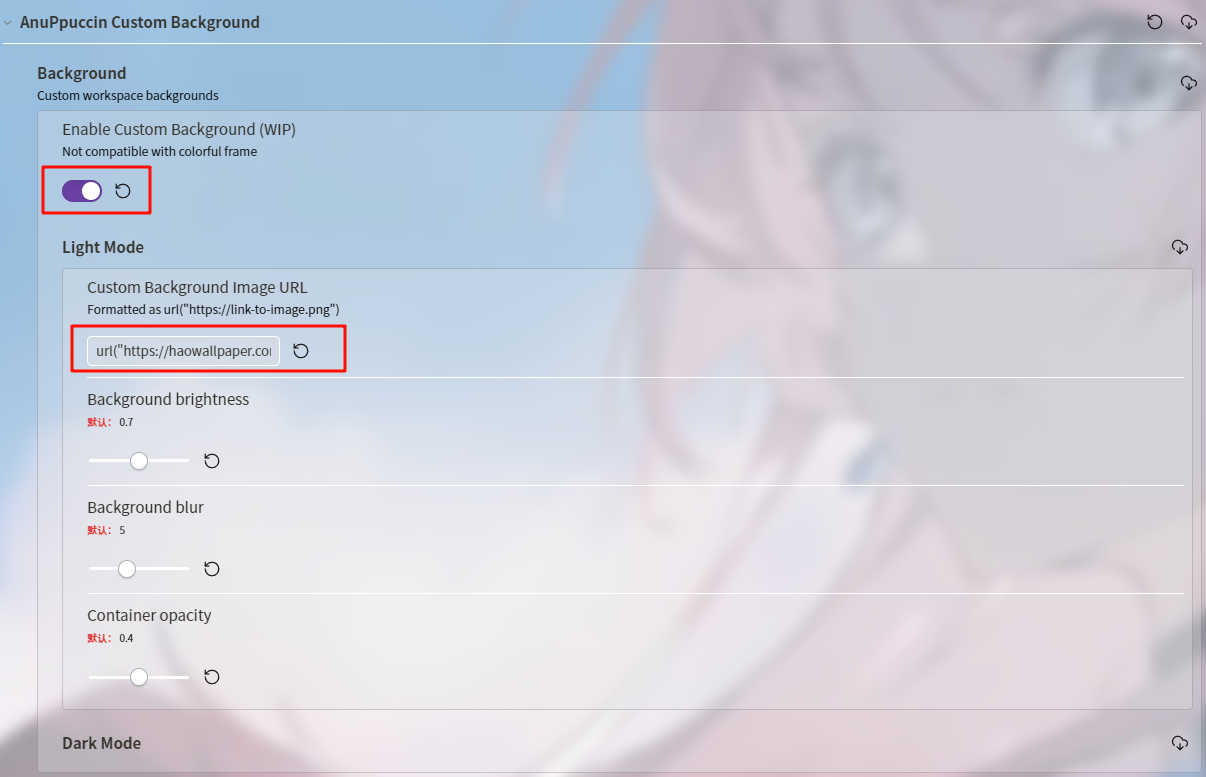 AnuPpuccin Custom Background
Background
Custom workspace backgrounds
Enable Custom Background (WIP)
Not compatible with colorful frame
Light Mode
Custom Background Image URL
Formatted as url("https://link-to-image.png")
url("https://haowallpaper.co
Background brightness
默认: 0.7
Background blur
默认: 5
Container opacity
默认: 0.4
Dark Mode